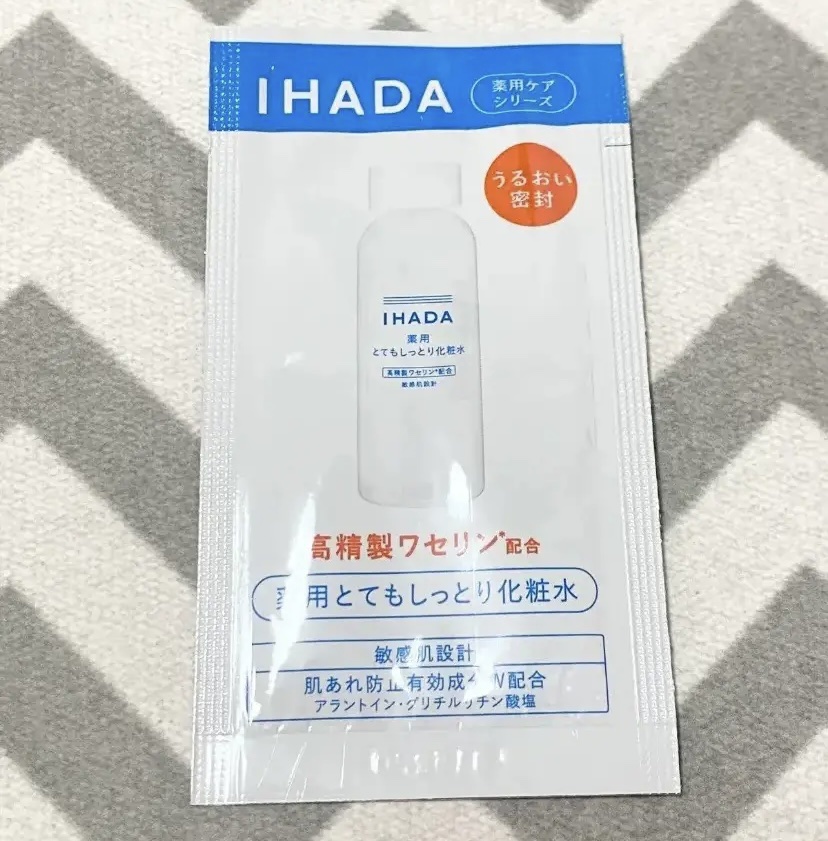 IHADA
薬用ケア
シリーズ
うるおい
密封
IHADA
薬用
とてもしっとり化粧水
高精製ワセリン*配合
敏感肌設計
高精製ワセリン*配合
薬用とてもしっとり化粧水
敏感肌設計
肌あれ防止有効成分W配合
アラントイン・グリチルリチン酸塩